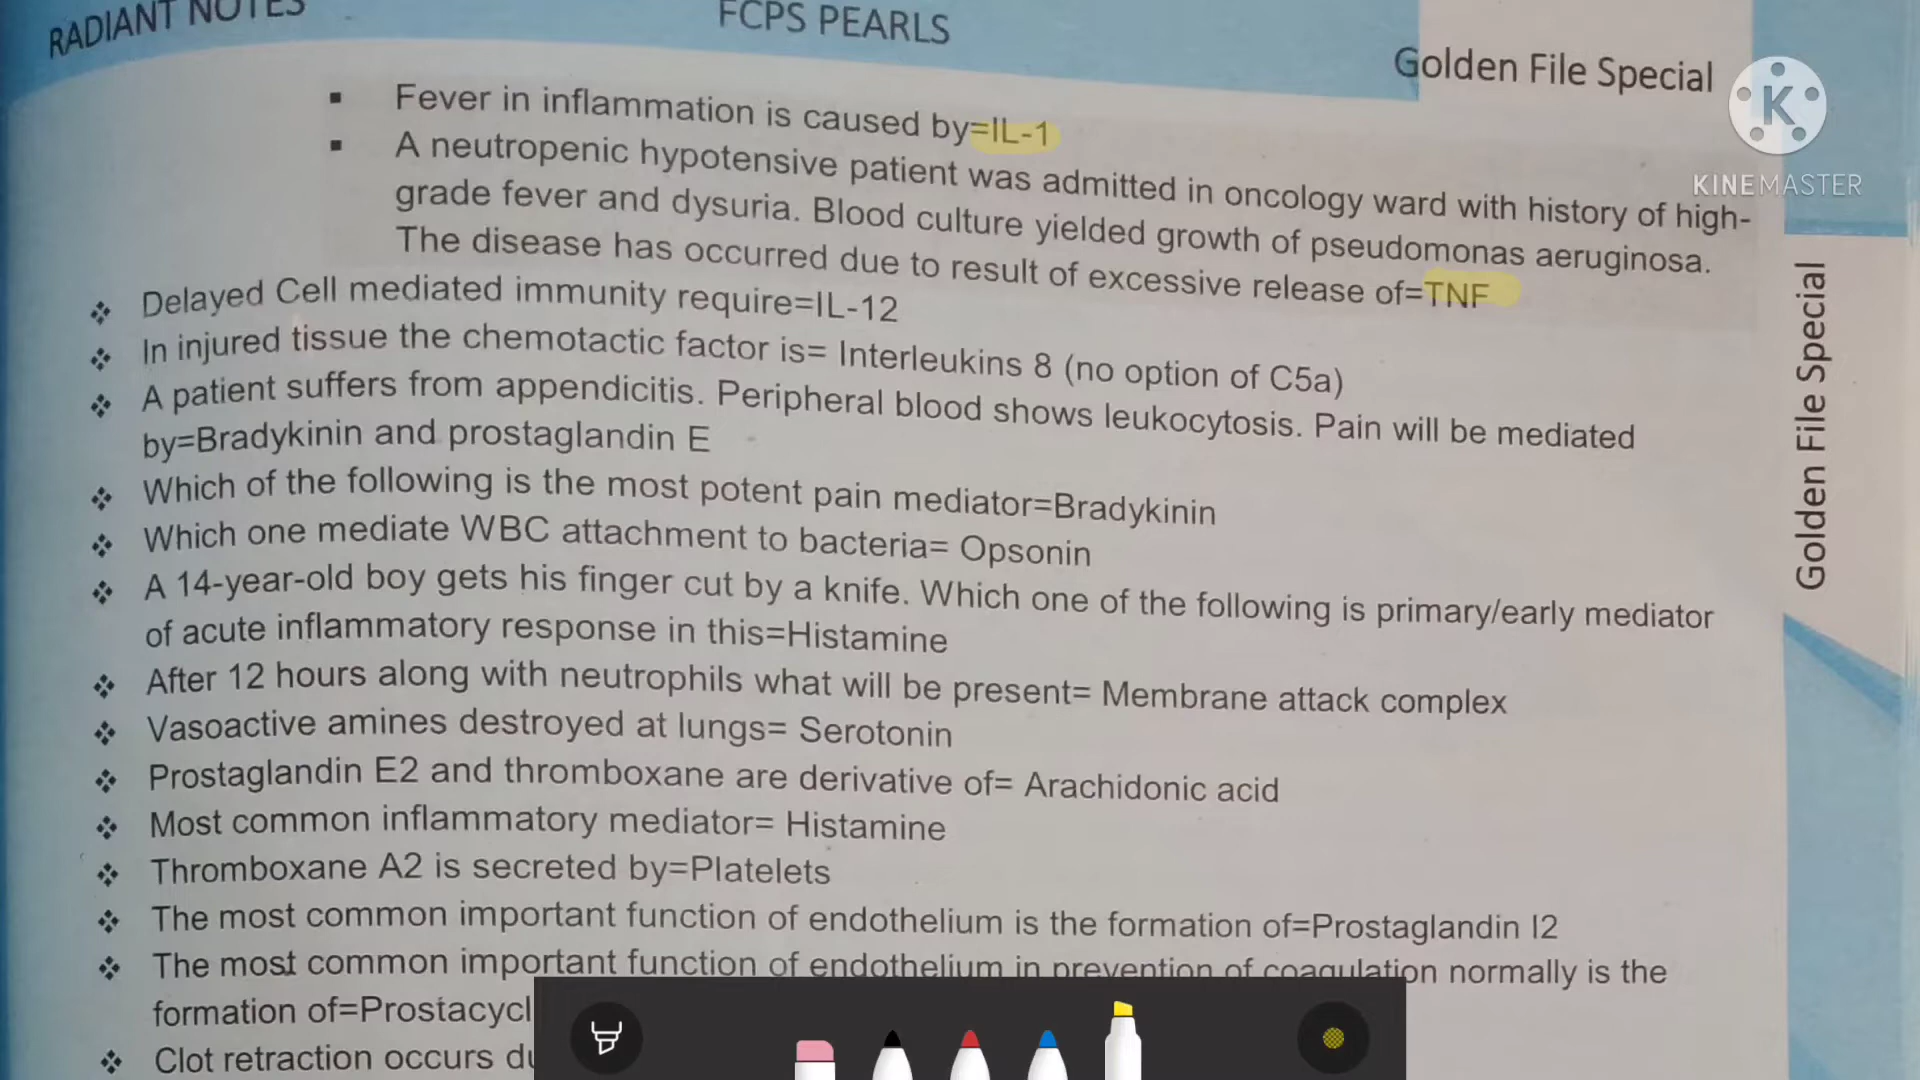 RADIANT NOTES
FCPS PEARLS
Golden File Special
KINEMASTER
▪ Fever in inflammation is caused by=IL-1
▪ A neutropenic hypotensive patient was admitted in oncology ward with history of high-
grade fever and dysuria. Blood culture yielded growth of pseudomonas aeruginosa.
The disease has occurred due to result of excessive release of=TNF
❖ Delayed Cell mediated immunity require=IL-12
❖ In injured tissue the chemotactic factor is= Interleukins 8 (no option of C5a)
❖ A patient suffers from appendicitis. Peripheral blood shows leukocytosis. Pain will be mediated
by=Bradykinin and prostaglandin E
❖ Which of the following is the most potent pain mediator=Bradykinin
❖ Which one mediate WBC attachment to bacteria= Opsonin
❖ A 14-year-old boy gets his finger cut by a knife. Which one of the following is primary/early mediator
of acute inflammatory response in this=Histamine
❖ After 12 hours along with neutrophils what will be present= Membrane attack complex
❖ Vasoactive amines destroyed at lungs= Serotonin
❖ Prostaglandin E2 and thromboxane are derivative of= Arachidonic acid
❖ Most common inflammatory mediator= Histamine
❖ Thromboxane A2 is secreted by=Platelets
❖ The most common important function of endothelium is the formation of=Prostaglandin I2
❖ The most common important function of endothelium in prevention of coagulation normally is the
formation of=Prostacycl
❖ Clot retraction occurs
Golden File Special